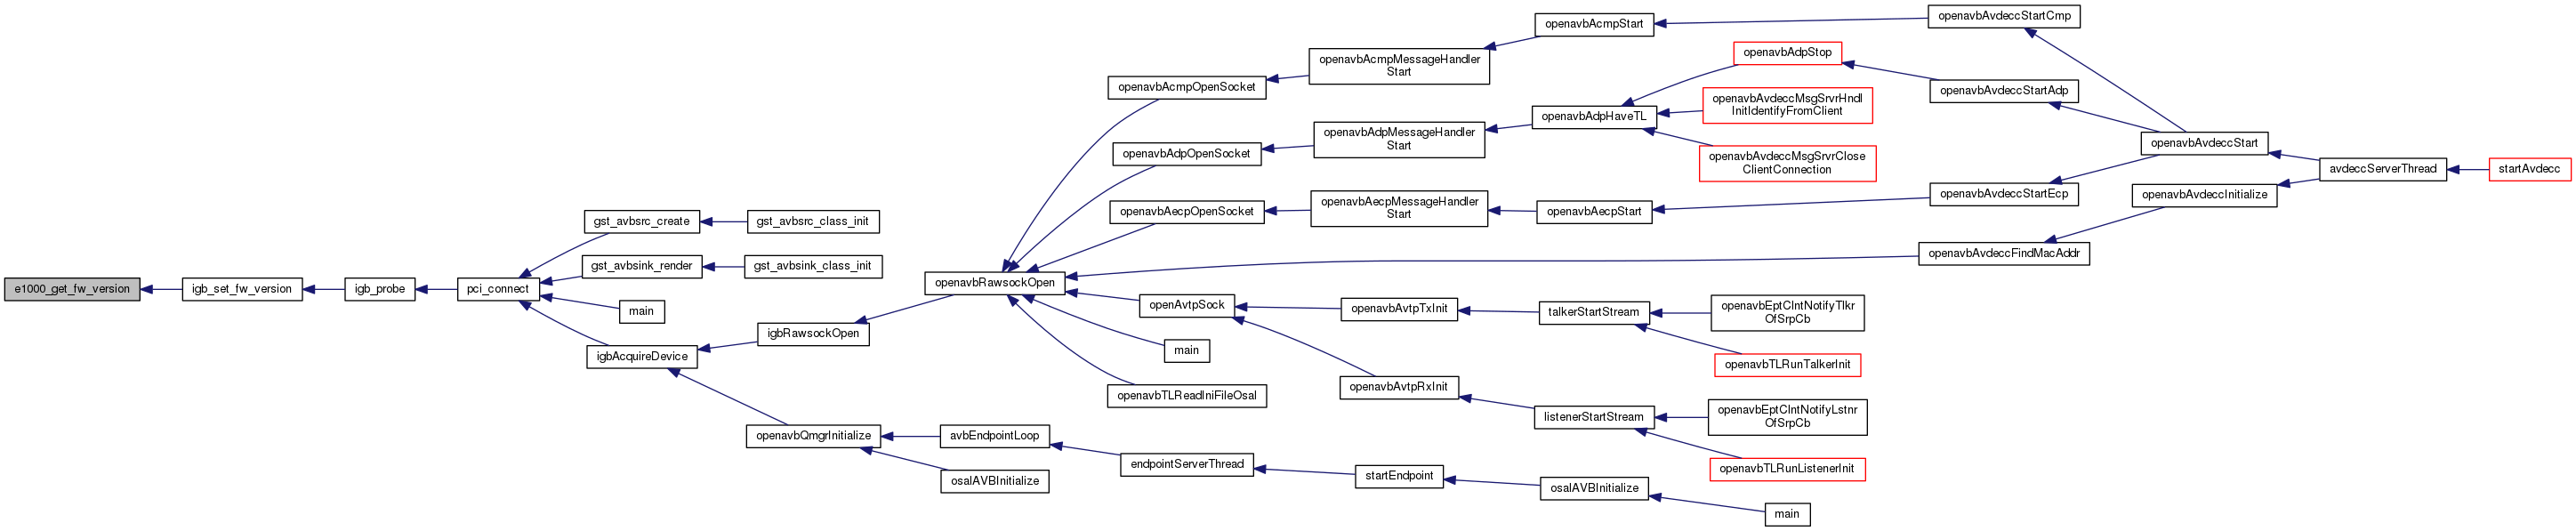 e1000_get_fw_version
igb_set_fw_version
igb_probe
pci_connect
gst_avbsrc_create
gst_avbsrc_class_init
gst_avbsink_render
gst_avbsink_class_init
main
igbAcquireDevice
igbRawsockOpen
openavbQmgrInitialize
openavbRawsockOpen
avbEndpointLoop
osalAVBInitialize
openavbAcmpOpenSocket
openavbAcmpMessageHandler
Start
openavbAcmpStart
openavbAvdeccStartCmp
openavbAdpOpenSocket
openavbAdpMessageHandler
Start
openavbAdpHaveTL
openavbAdpStop
openavbAvdeccMsgSrvrHndl
InitIdentifyFromClient
openavbAvdeccMsgSrvrClose
ClientConnection
openavbAvdeccStartAdp
openavbAecpOpenSocket
openavbAecpMessageHandler
Start
openavbAecpStart
openavbAvdeccStartEcp
openavbAvdeccStart
openavbAvdeccInitialize
openavbAvdeccFindMacAddr
avdeccServerThread
startAvdecc
openAvtpSock
openavbAvtpTxInit
talkerStartStream
openavbEptClntNotifyTlkr
OfSrpCb
openavbTLRunTalkerInit
main
openavbAvtpRxInit
listenerStartStream
openavbEptClntNotifyLstnr
OfSrpCb
openavbTLRunListenerInit
openavbTLReadIniFileOsal
endpointServerThread
startEndpoint
osalAVBInitialize
main